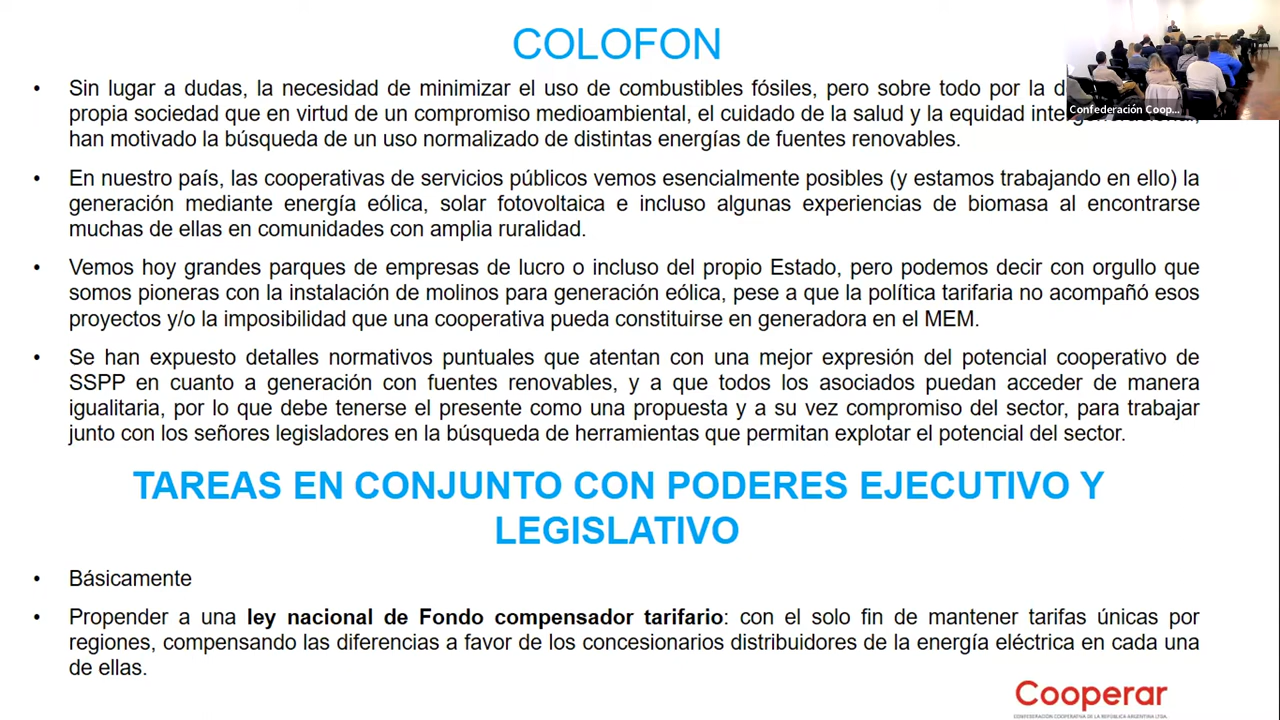 COLOFON
• Sin lugar a dudas, la necesidad de minimizar el uso de combustibles fósiles, pero sobre todo por la
propia sociedad que en virtud de un compromiso medioambiental, el cuidado de la salud y la equidad
han motivado la búsqueda de un uso normalizado de distintas energías de fuentes renovables.
• En nuestro país, las cooperativas de servicios públicos vemos esencialmente posibles (y estamos trabajando en ello) la
generación mediante energía eólica, solar fotovoltaica e incluso algunas experiencias de biomasa al encontrarse
muchas de ellas en comunidades con amplia ruralidad.
• Vemos hoy grandes parques de empresas de lucro o incluso del propio Estado, pero podemos decir con orgullo que
somos pioneras con la instalación de molinos para generación eólica, pese a que la política tarifaria no acompañó esos
proyectos y/o la imposibilidad que una cooperativa pueda constituirse en generadora en el MEM.
• Se han expuesto detalles normativos puntuales que atentan con una mejor expresión del potencial cooperativo de
SSPP en cuanto a generación con fuentes renovables, y a que todos los asociados puedan acceder de manera
igualitaria, por lo que debe tenerse el presente como una propuesta y a su vez compromiso del sector, para trabajar
junto con los señores legisladores en la búsqueda de herramientas que permitan explotar el potencial del sector.
TAREAS EN CONJUNTO CON PODERES EJECUTIVO Y
LEGISLATIVO
• Básicamente
• Propender a una ley nacional de Fondo compensador tarifario: con el solo fin de mantener tarifas únicas por
regiones, compensando las diferencias a favor de los concesionarios distribuidores de la energía eléctrica en cada una
de ellas.
Confederación Coop...
Cooperar
CONFEDERACIÓN COOPERATIVA DE LA REPÚBLICA ARGENTINA LTDA.